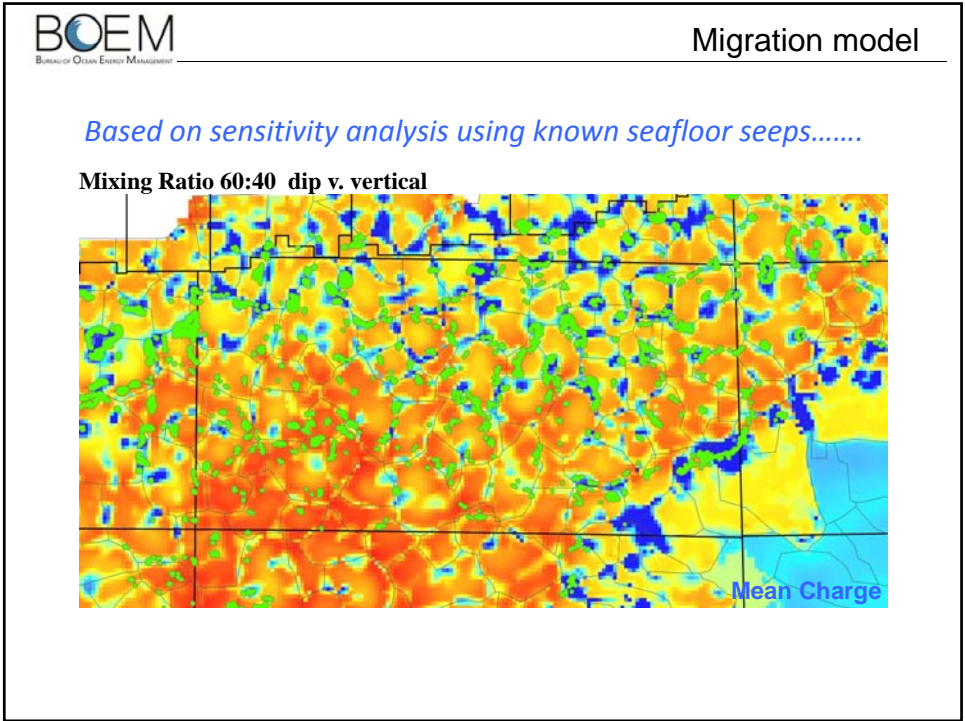 BOEM
BUREAU OF OCEAN ENERGY MANAGEMENT
Migration model
Based on sensitivity analysis using known seafloor seeps…….
Mixing Ratio 60:40  dip v. vertical
Mean Charge